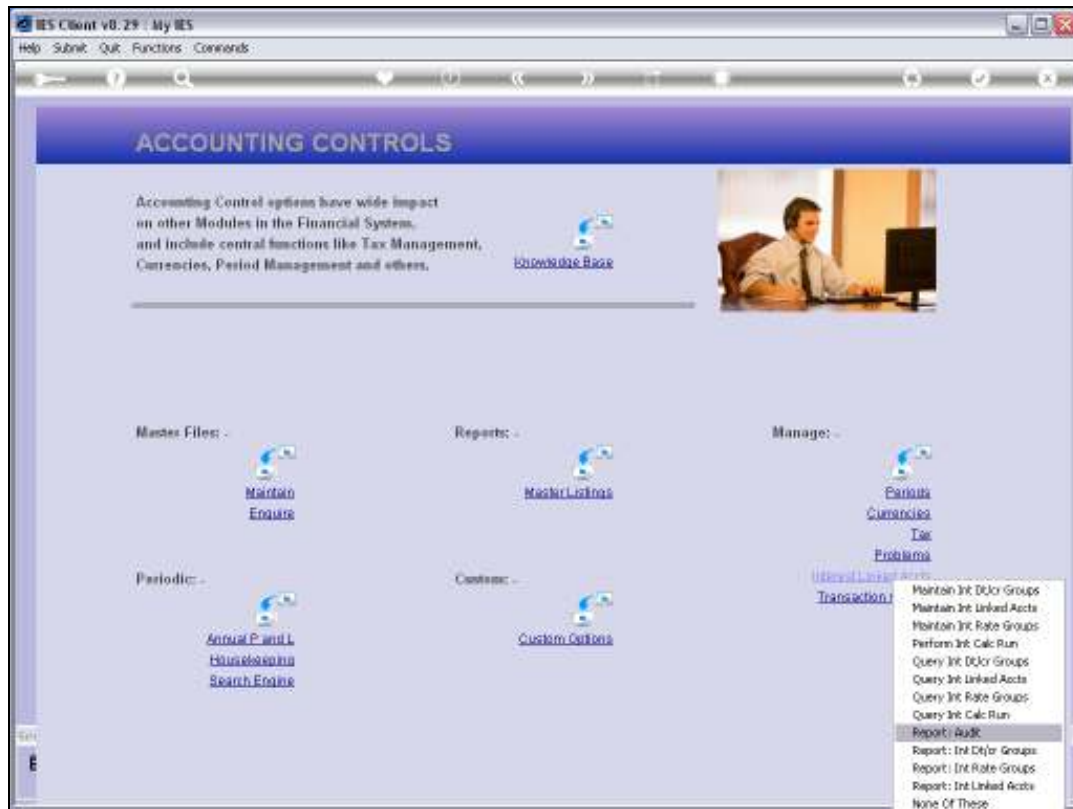 IES Client v8.29 : My IES
Help Submit Quit Functions Commands
ACCOUNTING CONTROLS
Accounting Control options have wide impact
on other Modules in the Financial System,
and include central functions like Tax Management,
Currencies, Period Management and others.
Knowledge Base
Master Files: -
Maintain
Enquire
Reports: -
Master Listings
Manage: -
Periods
Currencies
Tax
Problems
Interest Linked Accts
Transaction
Periodic: -
Annual P and L
Housekeeping
Search Engine
Custom: -
Custom Options
Maintain Int Dt/cr Groups
Maintain Int Linked Accts
Maintain Int Rate Groups
Perform Int Calc Run
Query Int Dt/cr Groups
Query Int Linked Accts
Query Int Rate Groups
Query Int Calc Run
Report: Audit
Report: Int Dt/cr Groups
Report: Int Rate Groups
Report: Int Linked Accts
None Of These